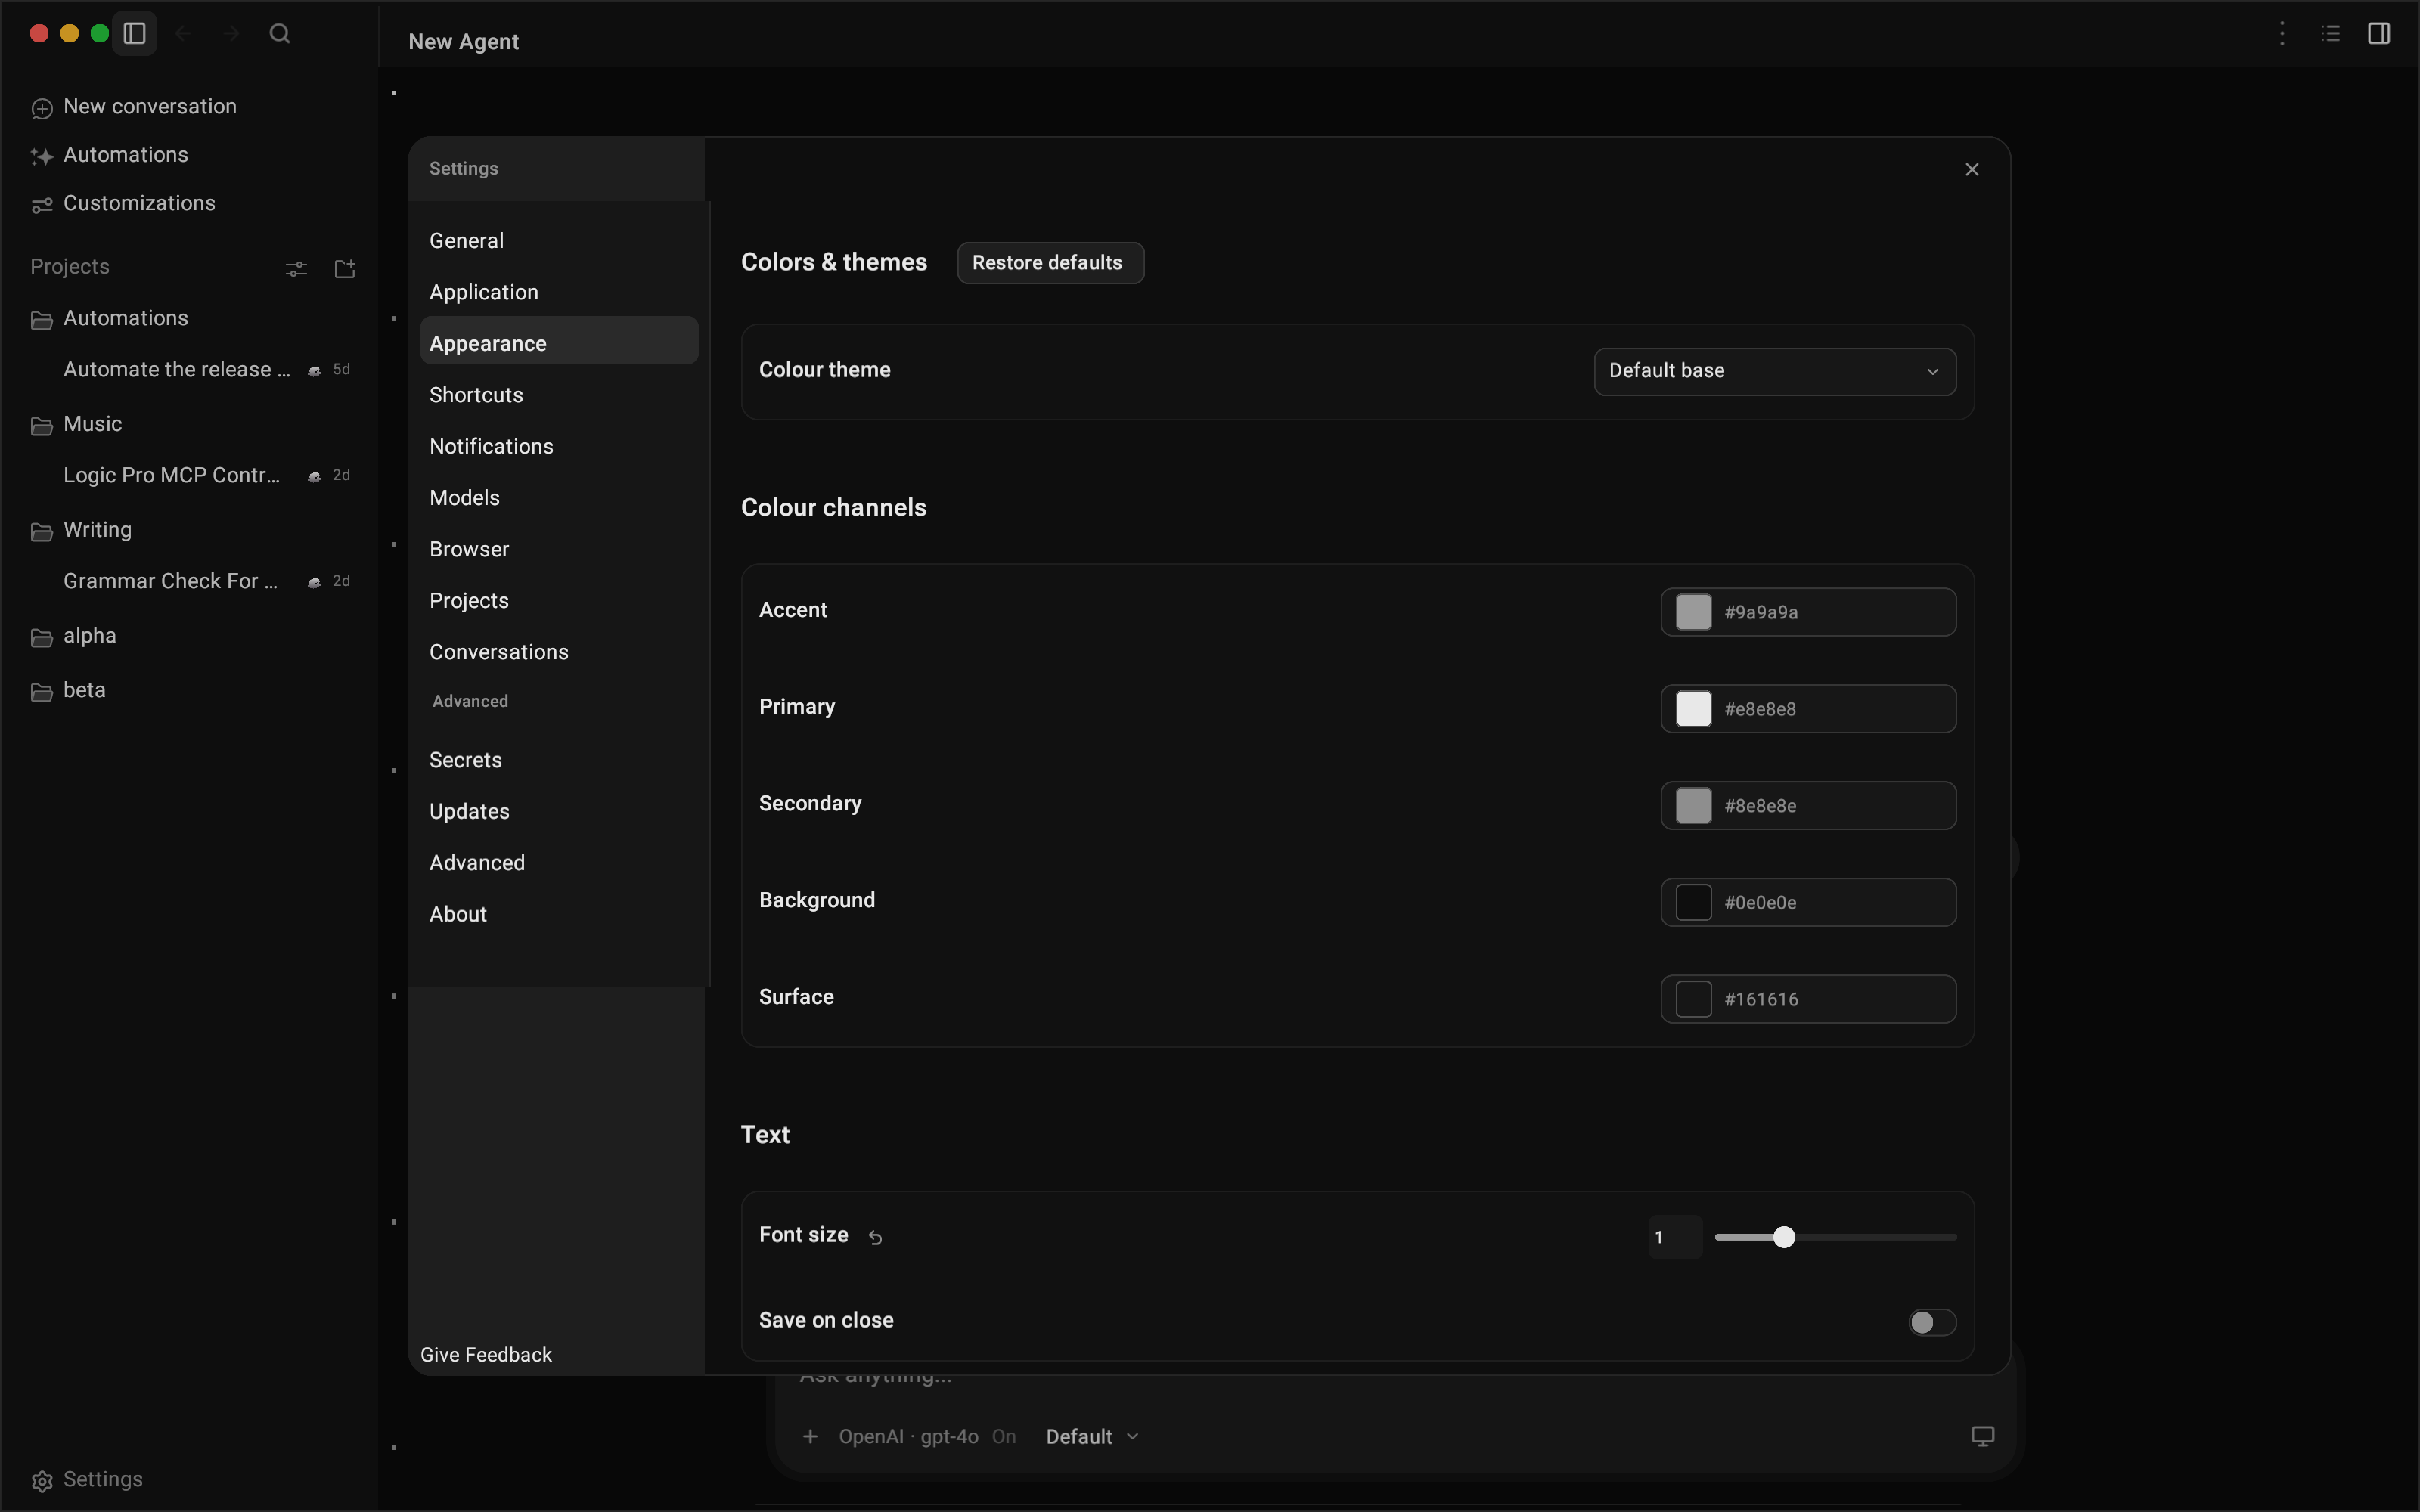 New Agent
New conversation
Automations
Customizations
Projects
Automations
Automate the release ... 5d
Music
Logic Pro MCP Contr... 2d
Writing
Grammar Check For ... 2d
alpha
beta
Settings
Settings
General
Application
Appearance
Shortcuts
Notifications
Models
Browser
Projects
Conversations
Advanced
Secrets
Updates
Advanced
About
Give Feedback
Colors & themes
Restore defaults
Colour theme
Default base
Colour channels
Accent
#9a9a9a
Primary
#e8e8e8
Secondary
#8e8e8e
Background
#0e0e0e
Surface
#161616
Text
Font size
1
Save on close
Ask anything...
OpenAI · gpt-4o On Default